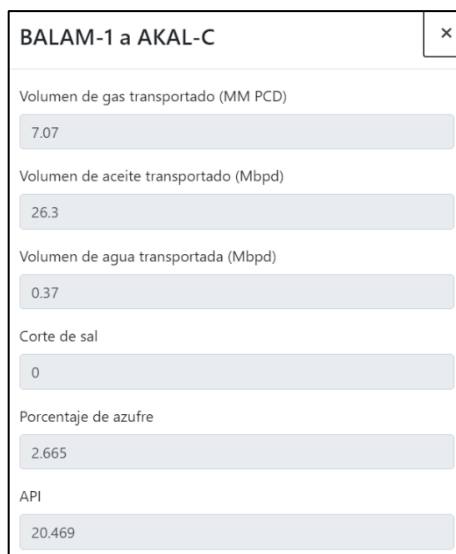 BALAM-1 a AKAL-C
×
Volumen de gas transportado (MM PCD)
7.07
Volumen de aceite transportado (Mbpd)
26.3
Volumen de agua transportada (Mbpd)
0.37
Corte de sal
0
Porcentaje de azufre
2.665
API
20.469